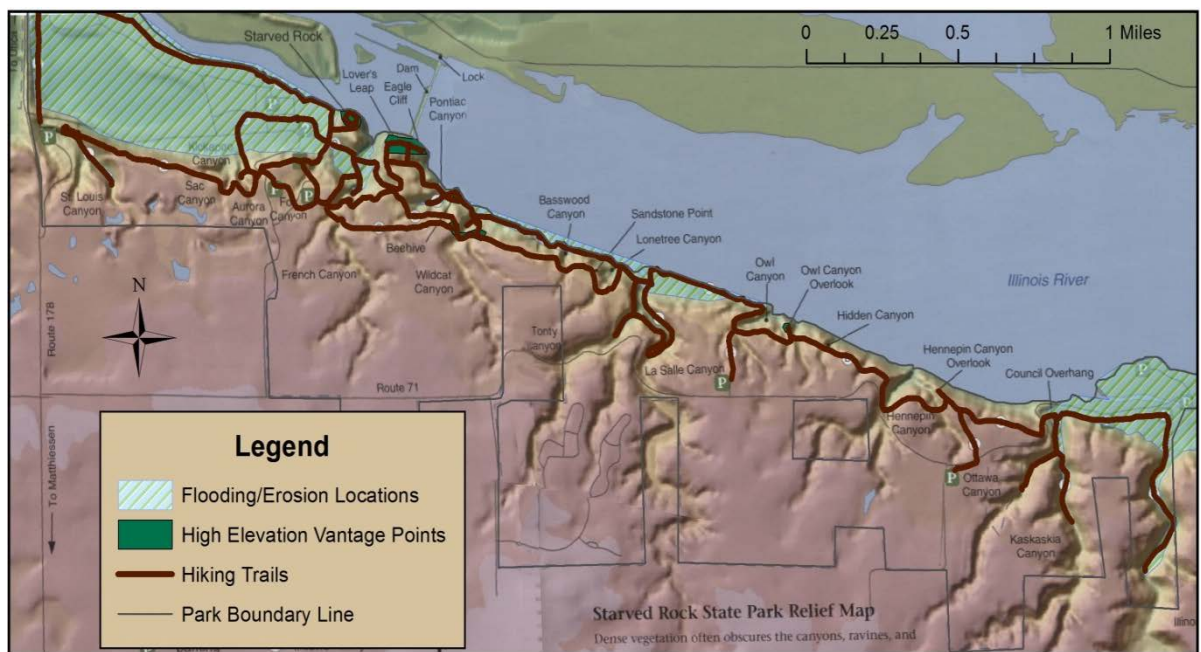 To Utica
Starved Rock
Lover's
Leap
Dam
Eagle
Cliff
Lock
Pontiac
Canyon
0 0.25 0.5 1 Miles
P
P
?
Kickapoo
Canyon
P
St. Louis
Canyon
Sac
Canyon
Aurora
Canyon
P
Fox
Canyon
P
Beehive
French Canyon
Wildcat
Canyon
Basswood
Canyon
Sandstone Point
Lonetree Canyon
Owl
Canyon
Owl Canyon
Overlook
Illinois River
Hidden Canyon
Hennepin Canyon
Overlook
Council Overhang
P
P
N
Route 178
Tonty
Canyon
La Salle Canyon
P
Route 71
Hennepin
Canyon
P
Ottawa
Canyon
Kaskaskia
Canyon
To Matthiessen
Legend
Flooding/Erosion Locations
High Elevation Vantage Points
Hiking Trails
Park Boundary Line
Starved Rock State Park Relief Map
Dense vegetation often obscures the canyons, ravines, and